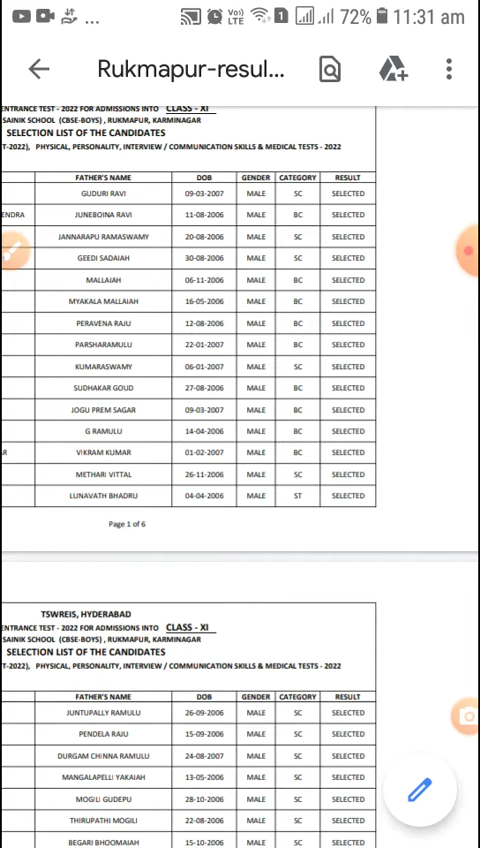 Vo) LTE 1 72% 11:31 am
Rukmapur-resul...
ENTRANCE TEST - 2022 FOR ADMISSIONS INTO CLASS - XI
SAINIK SCHOOL (CBSE-BOYS) , RUKMAPUR, KARMINAGAR
SELECTION LIST OF THE CANDIDATES
T-2022), PHYSICAL, PERSONALITY, INTERVIEW / COMMUNICATION SKILLS & MEDICAL TESTS - 2022
FATHER'S NAME DOB GENDER CATEGORY RESULT
GUDURI RAVI 09-03-2007 MALE SC SELECTED
ENDRA JUNEBOINA RAVI 11-08-2006 MALE BC SELECTED
JANNARAPU RAMASWAMY 20-08-2006 MALE SC SELECTED
GEEDI SADAIAH 30-08-2006 MALE SC SELECTED
MALLAIAH 06-11-2006 MALE BC SELECTED
MYAKALA MALLAIAH 16-05-2006 MALE BC SELECTED
PERAVENA RAJU 12-08-2006 MALE BC SELECTED
PARSHARAMULU 22-01-2007 MALE BC SELECTED
KUMARASWAMY 06-01-2007 MALE SC SELECTED
SUDHAKAR GOUD 27-08-2006 MALE BC SELECTED
JOGU PREM SAGAR 09-03-2007 MALE BC SELECTED
G RAMULU 14-04-2006 MALE BC SELECTED
AR VIKRAM KUMAR 01-02-2007 MALE BC SELECTED
METHARI VITTAL 26-11-2006 MALE SC SELECTED
LUNAVATH BHADRU 04-04-2006 MALE ST SELECTED
Page 1 of 6
TSWREIS, HYDERABAD
ENTRANCE TEST - 2022 FOR ADMISSIONS INTO CLASS - XI
SAINIK SCHOOL (CBSE-BOYS) , RUKMAPUR, KARMINAGAR
SELECTION LIST OF THE CANDIDATES
T-2022), PHYSICAL, PERSONALITY, INTERVIEW / COMMUNICATION SKILLS & MEDICAL TESTS - 2022
FATHER'S NAME DOB GENDER CATEGORY RESULT
JUNTUPALLY RAMULU 26-09-2006 MALE SC SELECTED
PENDELA RAJU 15-09-2006 MALE SC SELECTED
DURGAM CHINNA RAMULU 24-08-2007 MALE SC SELECTED
MANGALAPELLI YAKAIAH 13-05-2006 MALE SC SELECTED
MOGILI GUDEPU 28-10-2006 MALE SC SELECTED
THIRUPATHI MOGILI 22-08-2006 MALE SC SELECTED
BEGARI BHOOMAIAH 15-10-2006 MALE SC SELECTED